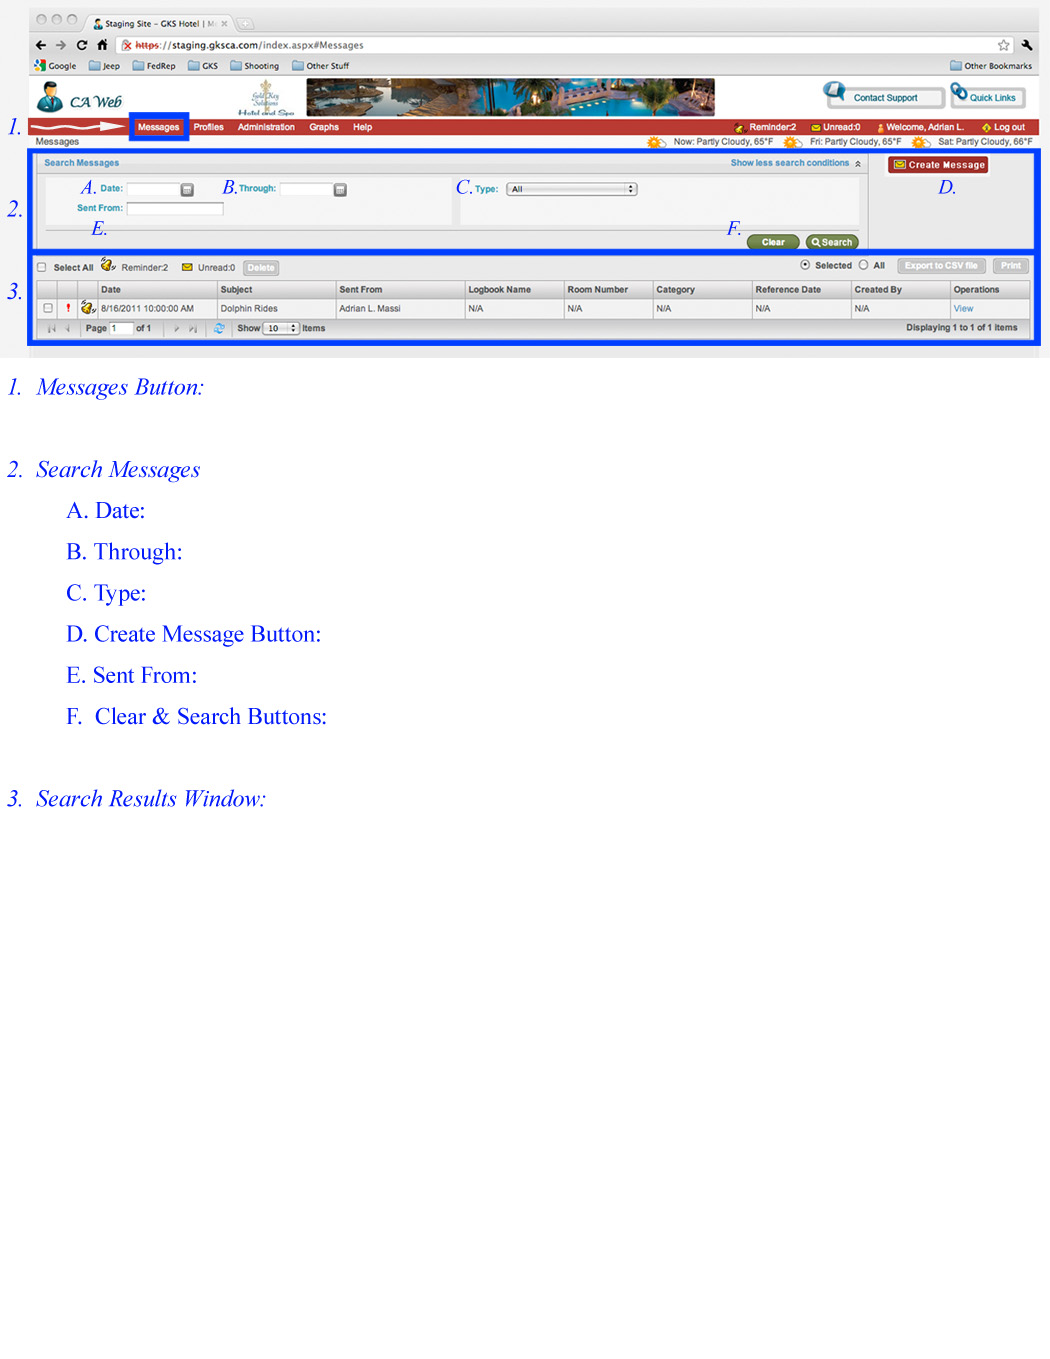 Staging Site – GKS Hotel | M
https://staging.gksca.com/index.aspx#Messages
Google Jeep FedRep GKS Shooting Other Stuff Other Bookmarks
CA Web Gold Key Solutions Hotel and Spa Contact Support Quick Links
1. Messages Profiles Administration Graphs Help Reminder:2 Unread:0 Welcome, Adrian L. Log out
Messages Now: Partly Cloudy, 65°F Fri: Partly Cloudy, 65°F Sat: Partly Cloudy, 66°F
Search Messages Show less search conditions Create Message
A. Date: B. Through: C. Type: All D.
2. Sent From:
E. F.
Clear Search
Select All Reminder:2 Unread:0 Delete Selected All Export to CSV file Print
3. Date Subject Sent From Logbook Name Room Number Category Reference Date Created By Operations
! 8/16/2011 10:00:00 AM Dolphin Rides Adrian L. Massi N/A N/A N/A N/A N/A View
Page 1 of 1 Show 10 items Displaying 1 to 1 of 1 items
1. Messages Button:
2. Search Messages
A. Date:
B. Through:
C. Type:
D. Create Message Button:
E. Sent From:
F. Clear & Search Buttons:
3. Search Results Window: